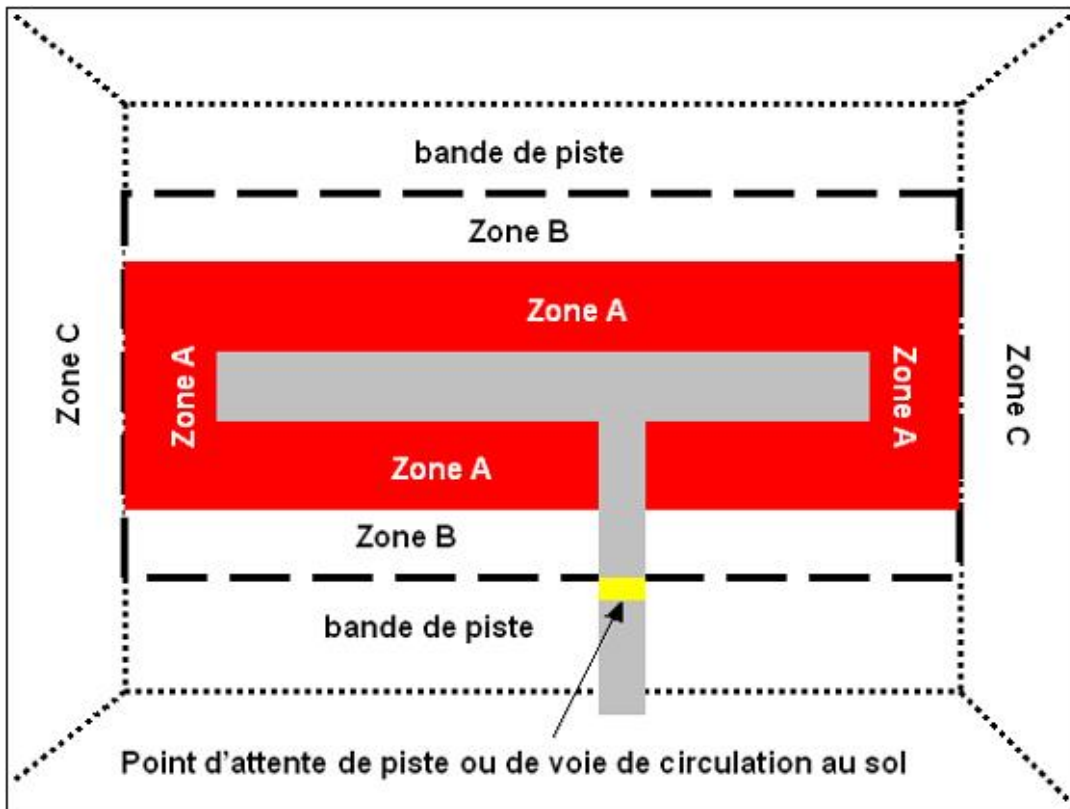 bande de piste
Zone B
Zone A
Zone C
Zone A
Zone A
Zone C
Zone A
Zone B
bande de piste
Point d'attente de piste ou de voie de circulation au sol